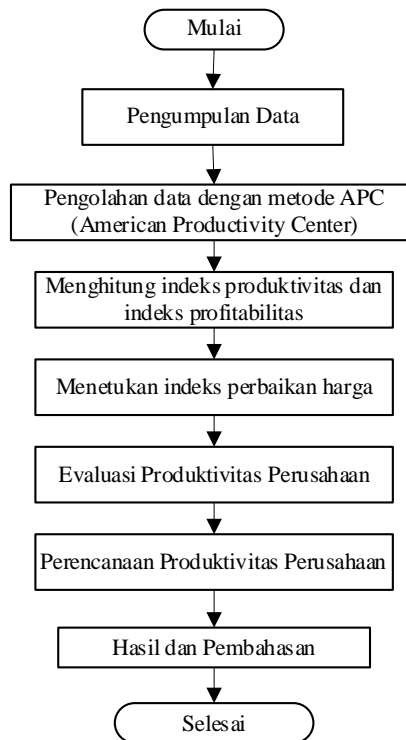 Mulai
Pengumpulan Data
Pengolahan data dengan metode APC
(American Productivity Center)
Menghitung indeks produktivitas dan
indeks profitabilitas
Menetukan indeks perbaikan harga
Evaluasi Produktivitas Perusahaan
Perencanaan Produktivitas Perusahaan
Hasil dan Pembahasan
Selesai